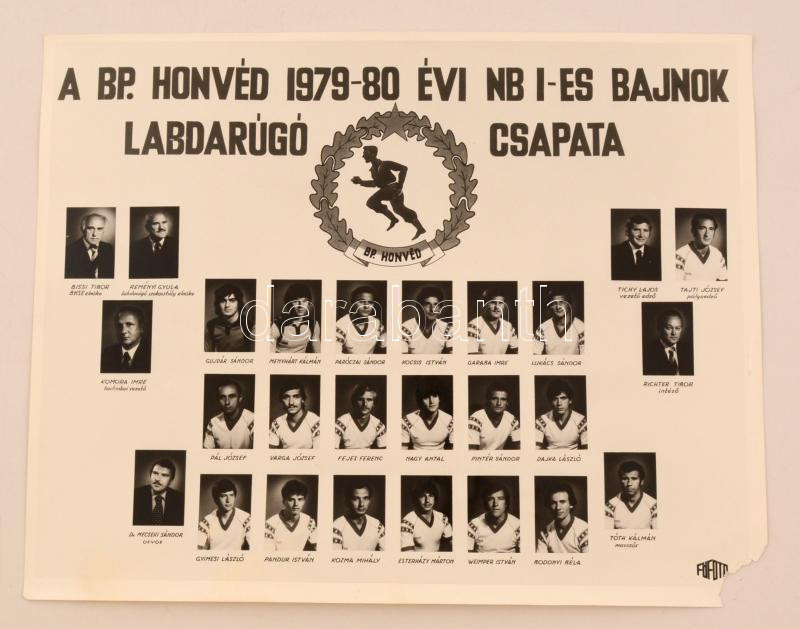 A BP. HONVÉD 1979-80 ÉVI NB I-ES BAJNOK
LABDARÚGÓ CSAPATA
BP. HONVÉD
BISSI TIBOR
BHSE elnöke
REMÉNYI GYULA
labdarúgó szakosztály elnöke
TICHY LAJOS
vezető edző
TAJTI JÓZSEF
pályaedző
KOMORA IMRE
technikai vezető
GUJDÁR SÁNDOR
MENYHÁRT KÁLMÁN
PARÓCZAI SÁNDOR
KOCSIS ISTVÁN
GARABA IMRE
LUKÁCS SÁNDOR
RICHTER TIBOR
intéző
darabanth
PÁL JÓZSEF
VARGA JÓZSEF
FEJES FERENC
NAGY ANTAL
PINTÉR SÁNDOR
DAJKA LÁSZLÓ
Dr. MECSEKI SÁNDOR
orvos
GYIMESI LÁSZLÓ
PANDUR ISTVÁN
KOZMA MIHÁLY
ESTERHÁZY MÁRTON
WEIMPER ISTVÁN
BODONYI BÉLA
TÓTH KÁLMÁN
masszőr
FŐFOTÓ